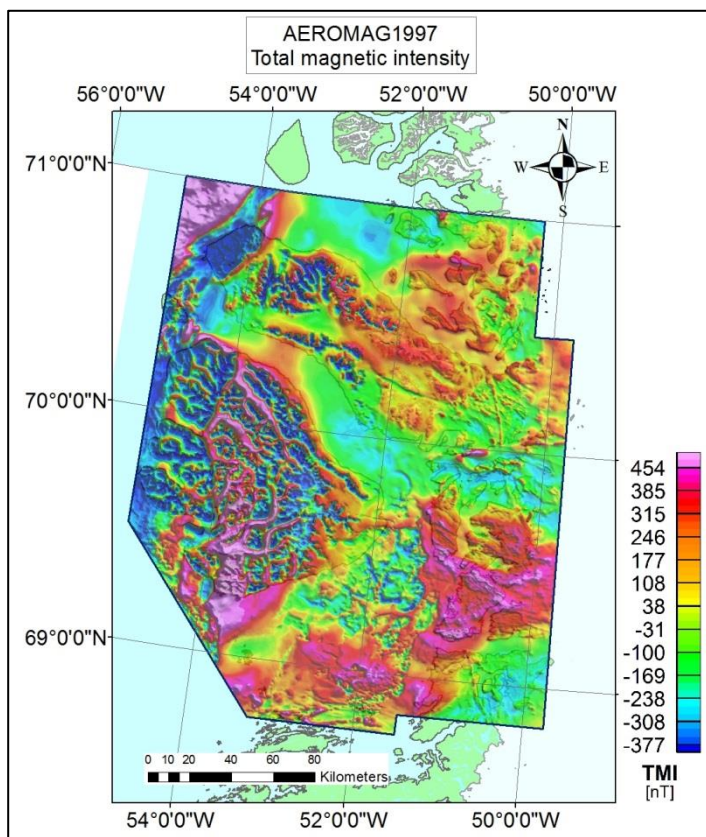 AEROMAG1997
Total magnetic intensity
56°0'0"W 54°0'0"W 52°0'0"W 50°0'0"W
71°0'0"N
N
W E
S
70°0'0"N
69°0'0"N
454
385
315
246
177
108
38
-31
-100
-169
-238
-308
-377
TMI
[nT]
0 10 20 40 60 80
Kilometers
54°0'0"W 52°0'0"W 50°0'0"W